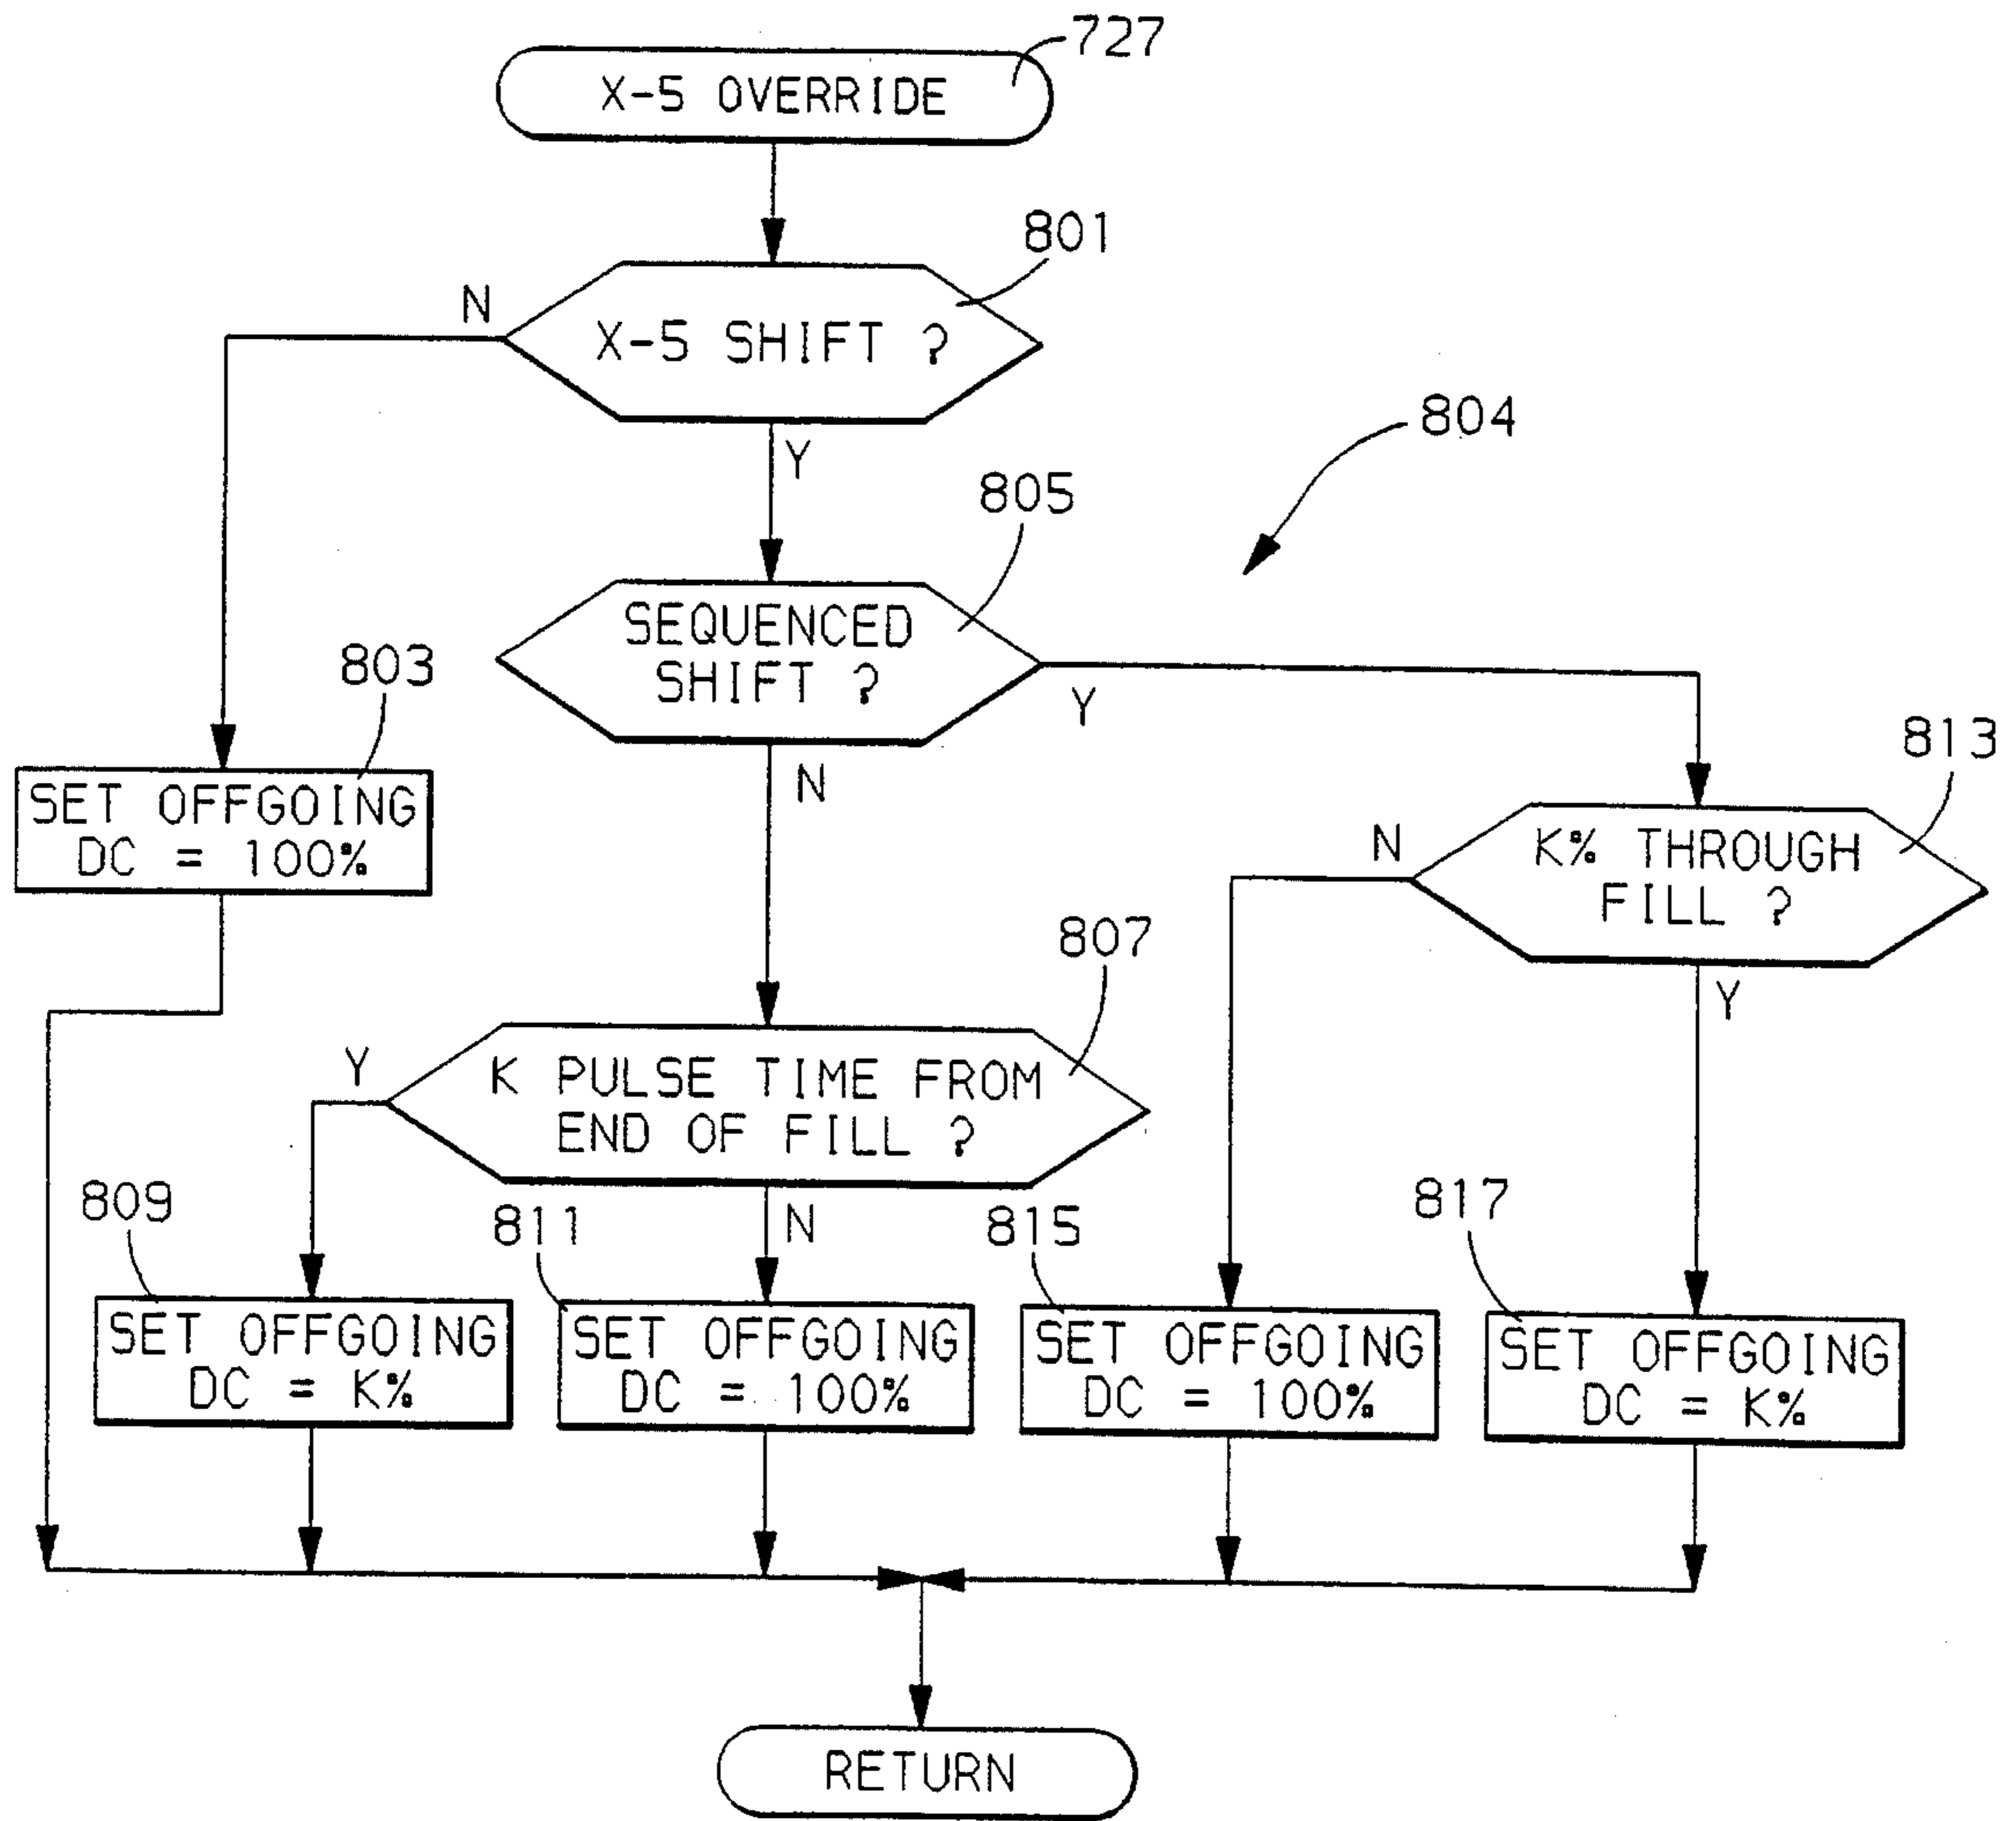 727
X-5 OVERRIDE
801
N
X-5 SHIFT ?
804
Y
805
SEQUENCED
SHIFT ?
Y
803
813
N
SET OFFGOING
DC = 100%
N
K% THROUGH
FILL ?
807
Y
Y
K PULSE TIME FROM
END OF FILL ?
809
811
N
815
817
SET OFFGOING
DC = K%
SET OFFGOING
DC = 100%
SET OFFGOING
DC = 100%
SET OFFGOING
DC = K%
RETURN